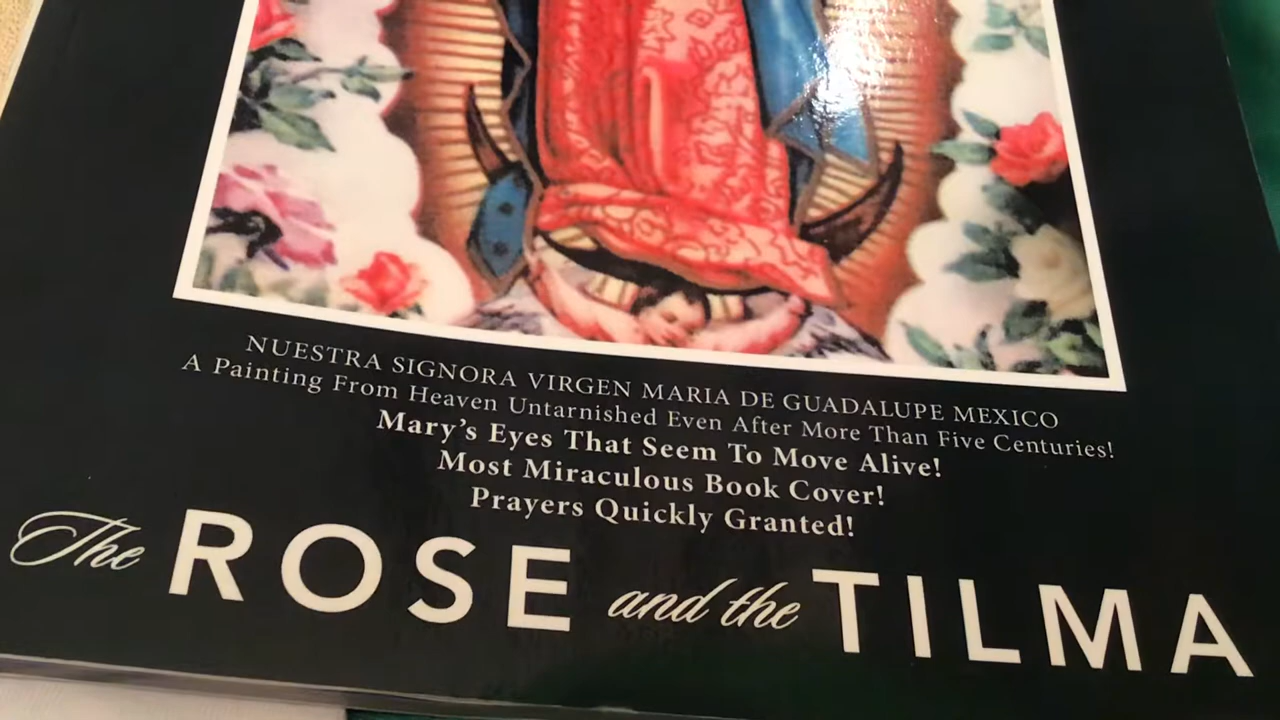 NUESTRA SIGNORA VIRGEN MARIA DE GUADALUPE MEXICO
A Painting From Heaven Untarnished Even After More Than Five Centuries!
Mary's Eyes That Seem To Move Alive!
Most Miraculous Book Cover!
Prayers Quickly Granted!
The ROSE and the TILMA